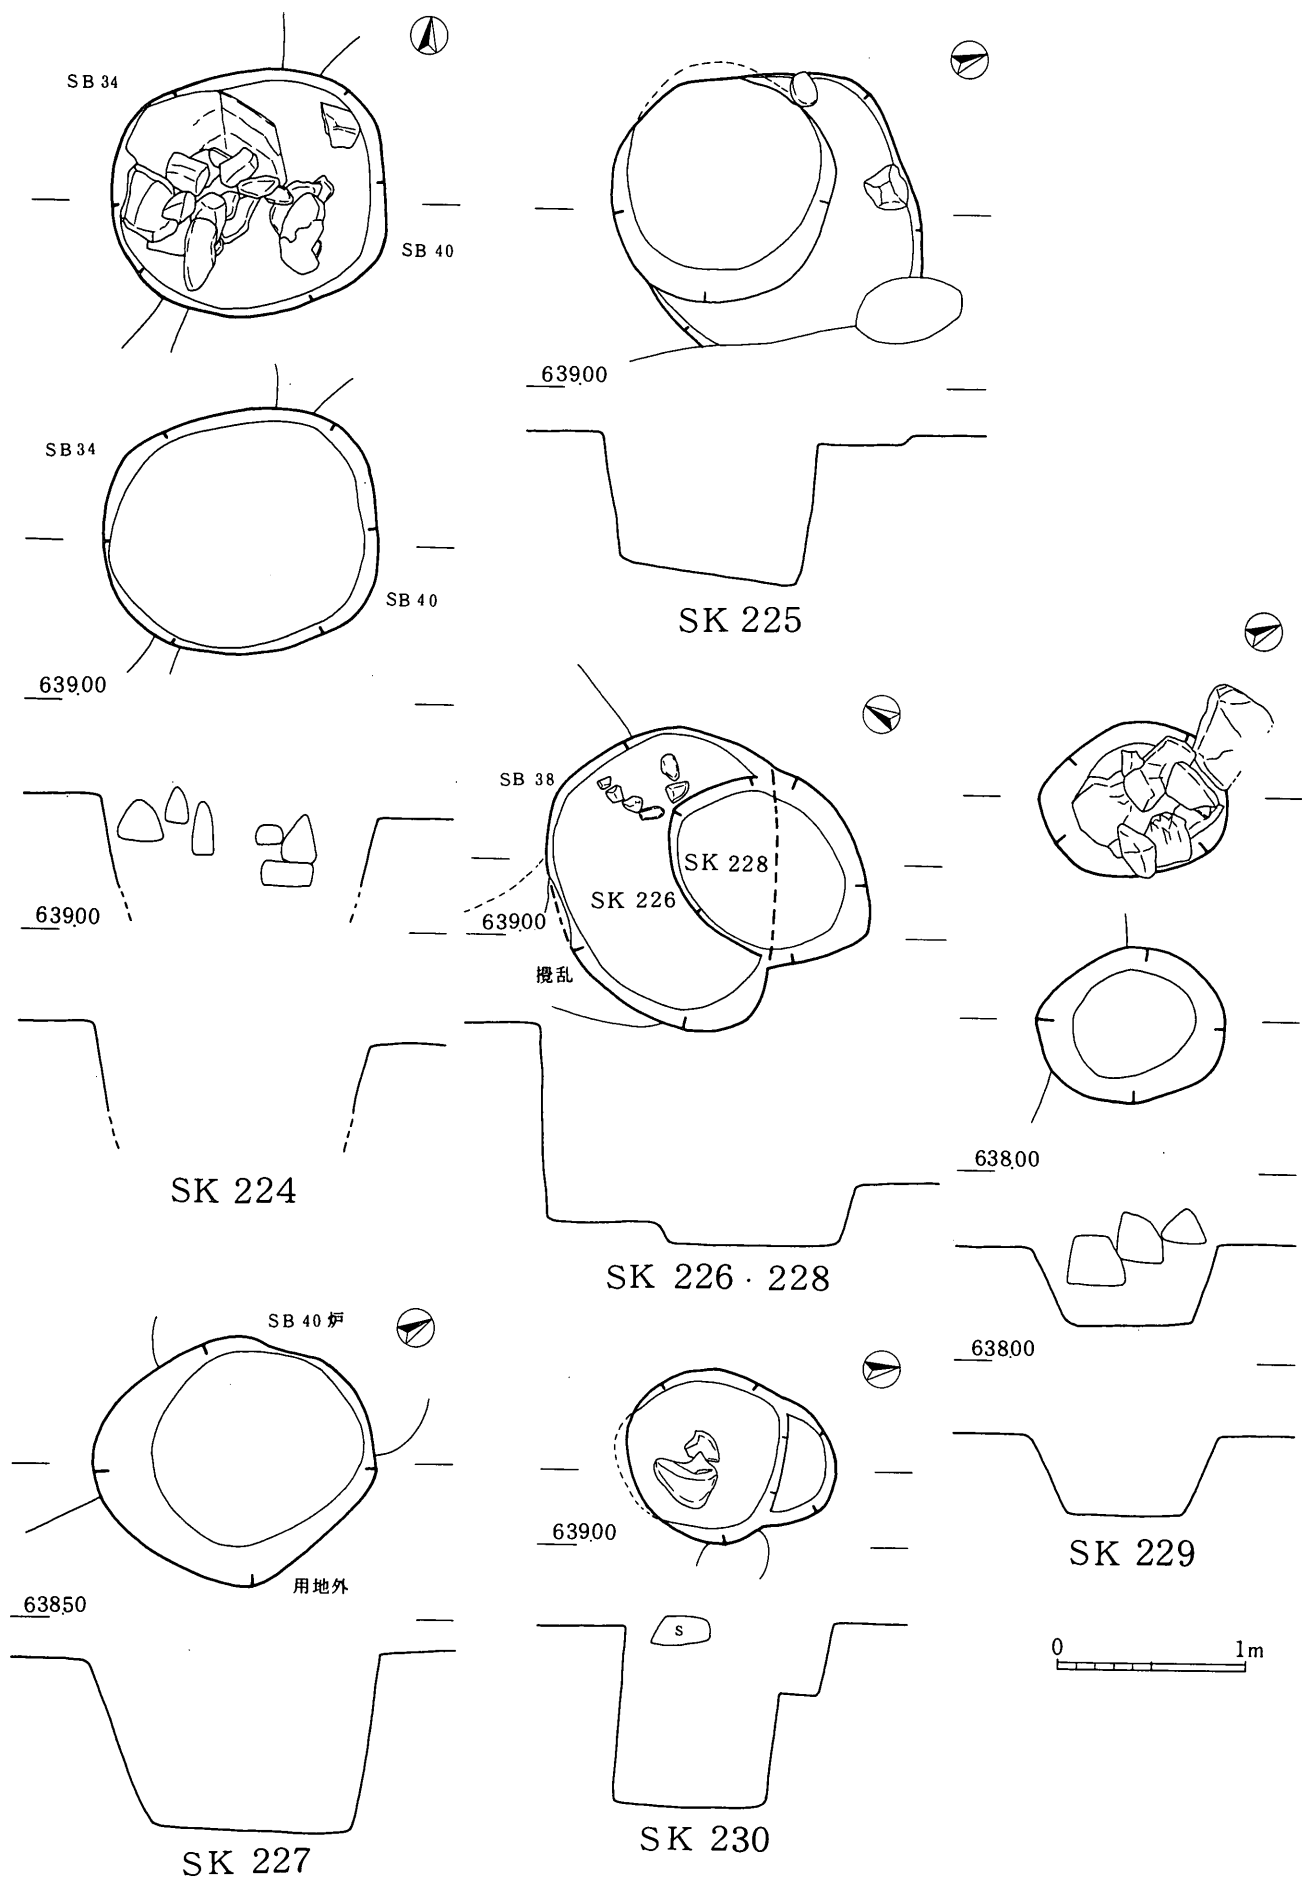 SB 34
SB 40
SB 34
SB 40
639.00
639.00
SK 224
639.00
SK 225
SB 38
SK 228
SK 226
639.00
攪乱
SK 226 · 228
638.00
638.00
SK 229
SB 40 炉
用地外
638.50
SK 227
639.00
S
SK 230
0 1m